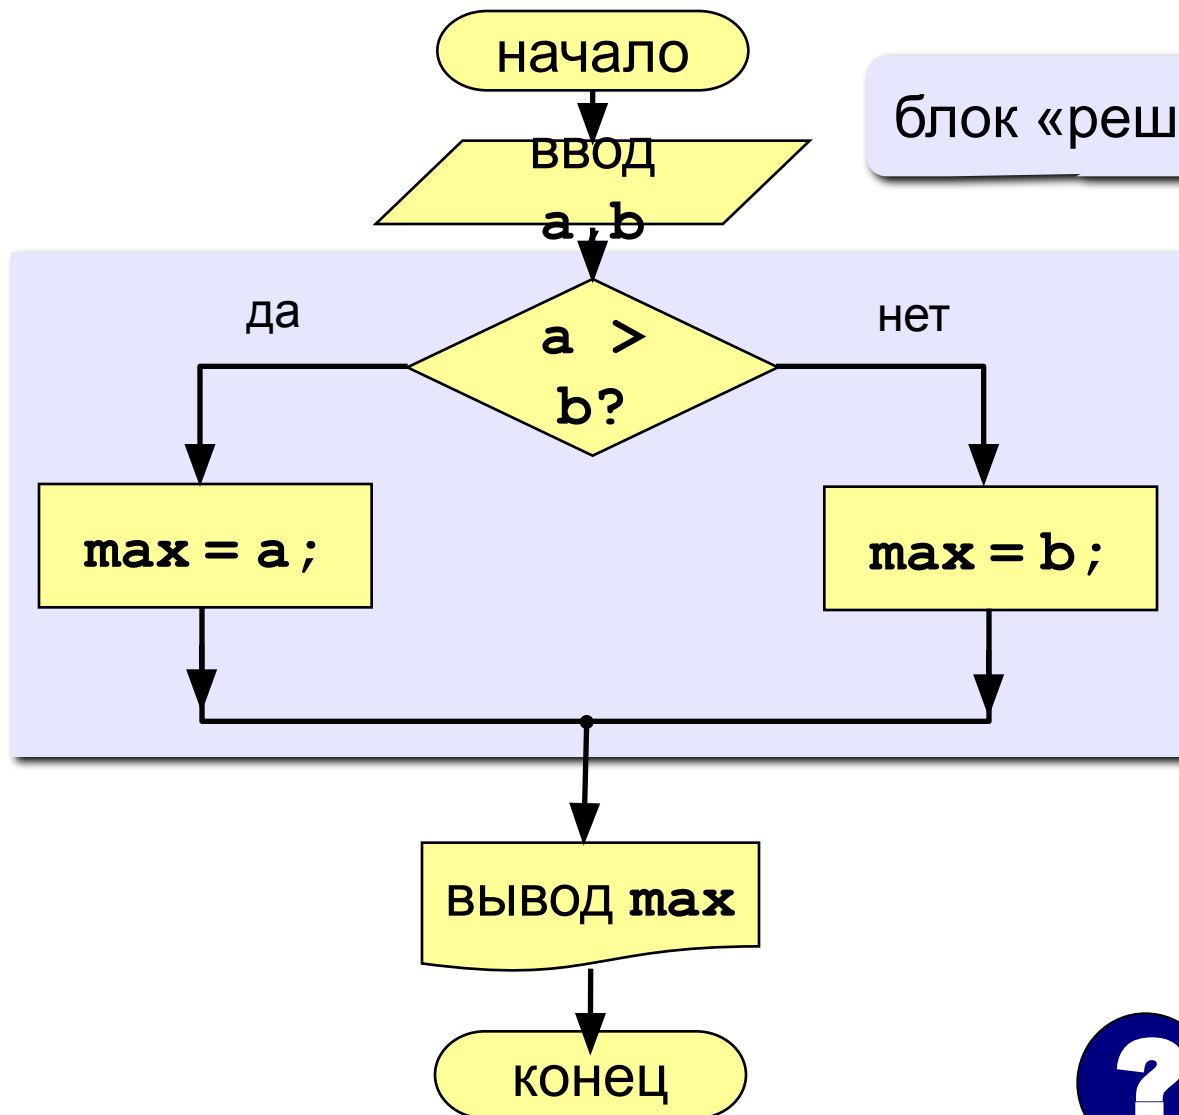 начало
блок «реш
ввод
a,b
да
нет
a >
b?
max = a;
max = b;
вывод max
конец
?